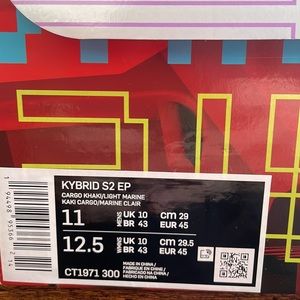 KYBRID S2 EP
CARGO KHAKI/LIGHT MARINE
KAKI CARGO/MARINE CLAIR
11 MENS UK 10 CM 29
BR 43 EUR 45
12.5 WMNS UK 10 CM 29.5
BR 43 EUR 45
CT1971 300
MADE IN CHINA /
FABRIQUÉ EN CHINE /
FABRICADO NA CHINA /
HECHO EN CHINA